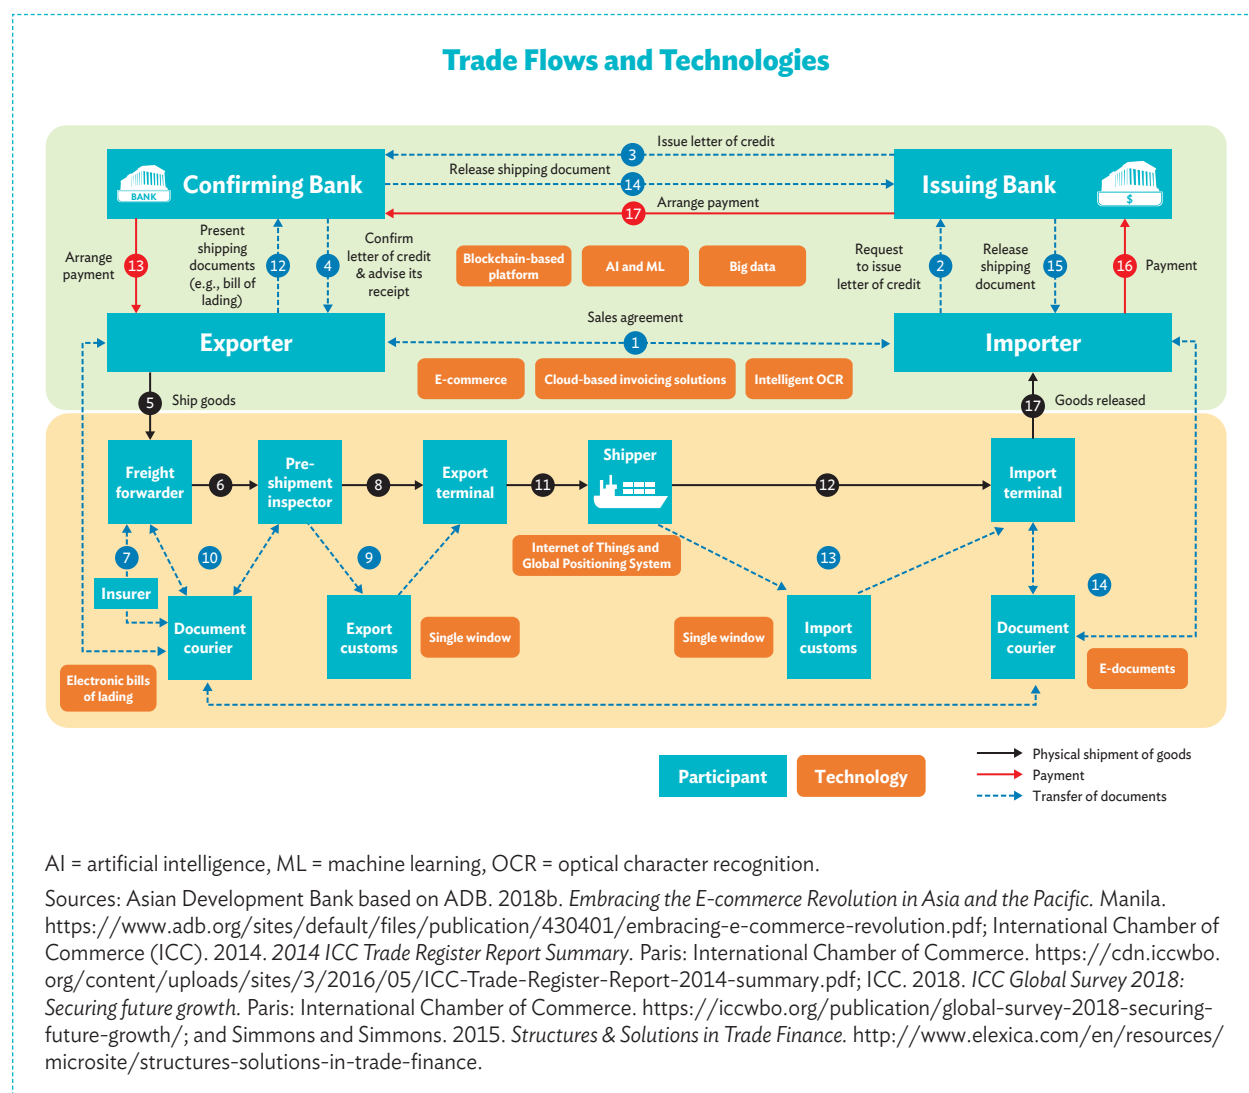 Trade Flows and Technologies
Issue letter of credit
3
Confirming Bank
BANK
Release shipping document
14
Issuing Bank
$
Arrange payment
17
Arrange
payment
13
Present
shipping
documents
(e.g., bill of
lading)
12
4
Confirm
letter of credit
& advise its
receipt
Blockchain-based
platform
AI and ML
Big data
Request
to issue
letter of credit
2
Release
shipping
document
15
16
Payment
Exporter
Sales agreement
1
Importer
E-commerce
Cloud-based invoicing solutions
Intelligent OCR
5
Ship goods
17
Goods released
Freight
forwarder
6
Pre-
shipment
inspector
8
Export
terminal
11
Shipper
12
Import
terminal
7
10
9
Internet of Things and
Global Positioning System
13
14
Insurer
Document
courier
Export
customs
Single window
Single window
Import
customs
Document
courier
Electronic bills
of lading
E-documents
Participant
Technology
Physical shipment of goods
Payment
Transfer of documents
AI = artificial intelligence, ML = machine learning, OCR = optical character recognition.
Sources: Asian Development Bank based on ADB. 2018b. Embracing the E-commerce Revolution in Asia and the Pacific. Manila.
https://www.adb.org/sites/default/files/publication/430401/embracing-e-commerce-revolution.pdf; International Chamber of
Commerce (ICC). 2014. 2014 ICC Trade Register Report Summary. Paris: International Chamber of Commerce. https://cdn.iccwbo.
org/content/uploads/sites/3/2016/05/ICC-Trade-Register-Report-2014-summary.pdf; ICC. 2018. ICC Global Survey 2018:
Securing future growth. Paris: International Chamber of Commerce. https://iccwbo.org/publication/global-survey-2018-securing-
future-growth/; and Simmons and Simmons. 2015. Structures & Solutions in Trade Finance. http://www.elexica.com/en/resources/
microsite/structures-solutions-in-trade-finance.